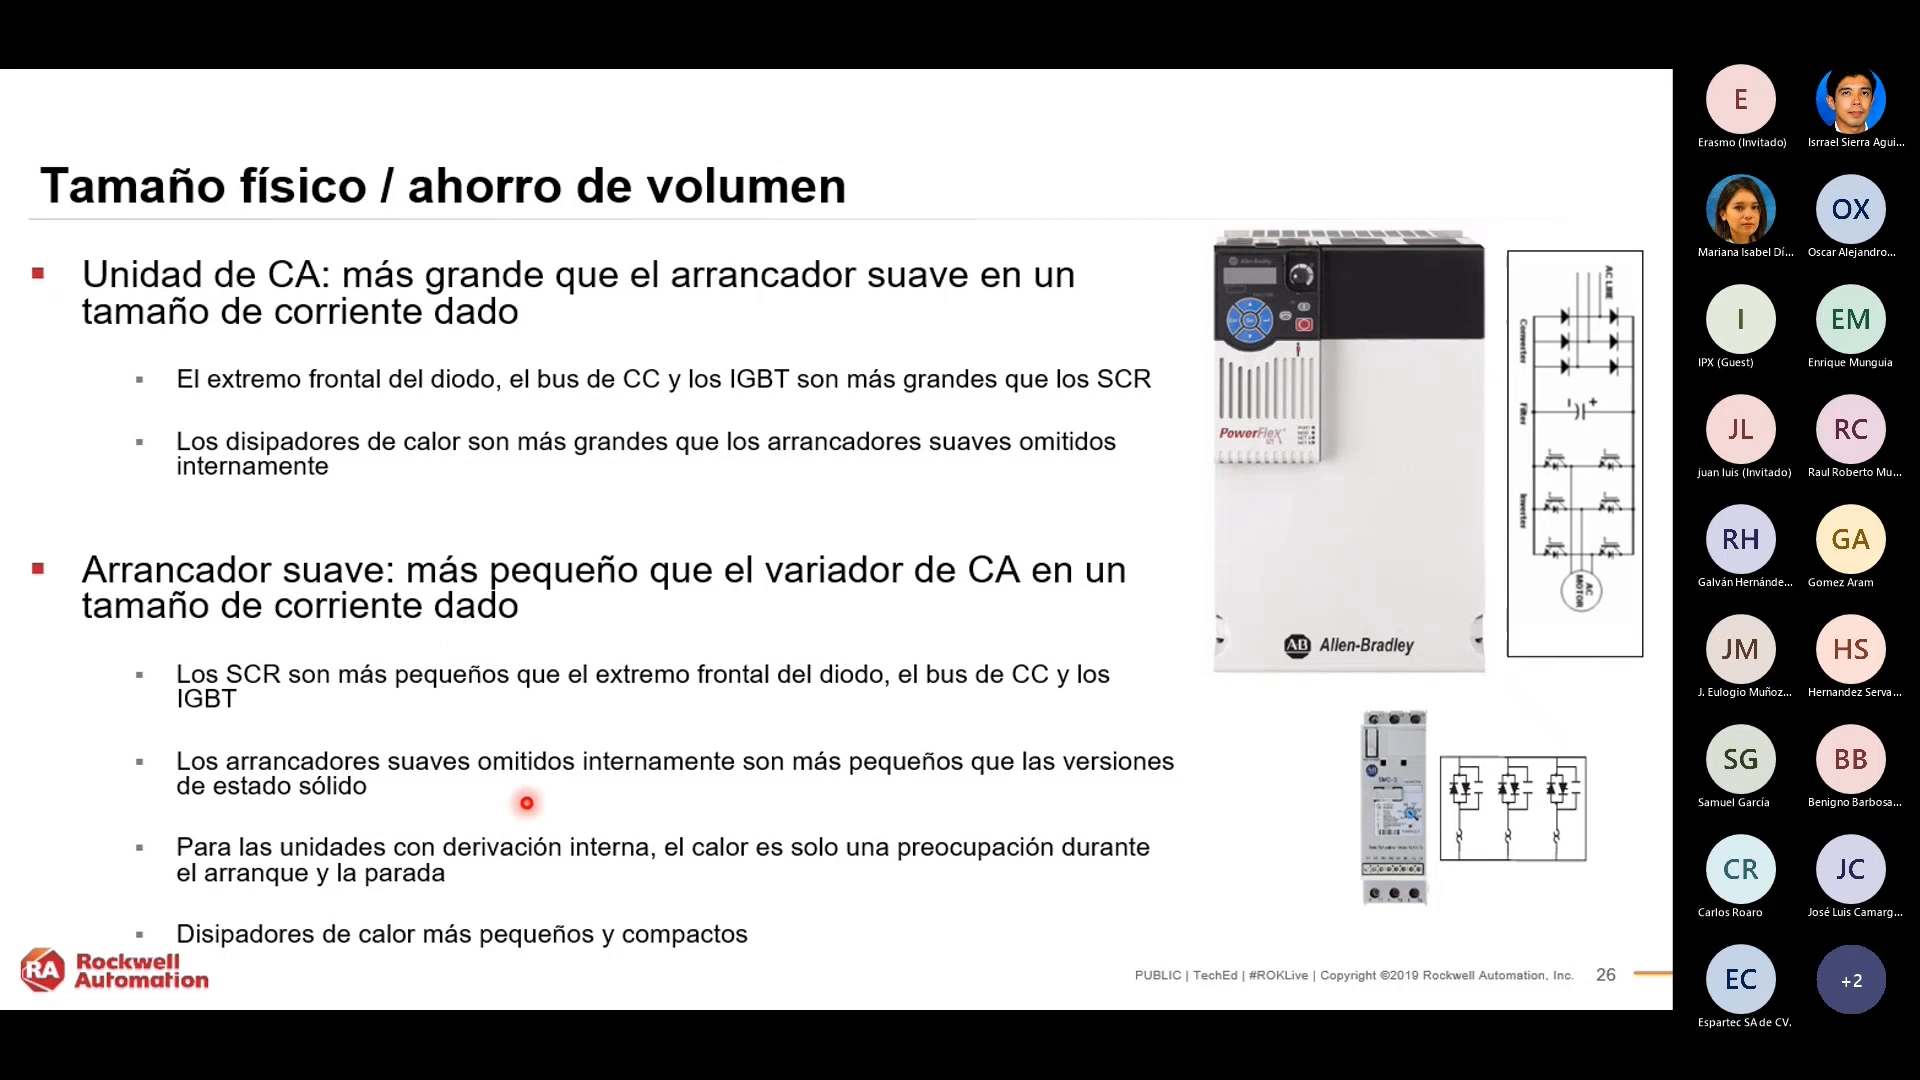 Tamaño físico / ahorro de volumen
Unidad de CA: más grande que el arrancador suave en un
tamaño de corriente dado
El extremo frontal del diodo, el bus de CC y los IGBT son más grandes que los SCR
Los disipadores de calor son más grandes que los arrancadores suaves omitidos
internamente
Arrancador suave: más pequeño que el variador de CA en un
tamaño de corriente dado
Los SCR son más pequeños que el extremo frontal del diodo, el bus de CC y los
IGBT
Los arrancadores suaves omitidos internamente son más pequeños que las versiones
de estado sólido
Para las unidades con derivación interna, el calor es solo una preocupación durante
el arranque y la parada
Disipadores de calor más pequeños y compactos
Allen-Bradley
PowerFlex
AB Allen-Bradley
AC LINE
Converter
Filter
Inverter
AC
MOTOR
SMC-3
RA Rockwell
Automation
PUBLIC | TechEd | #ROKLive | Copyright ©2019 Rockwell Automation, Inc. 26
E
Erasmo (Invitado)
Isrrael Sierra Agui...
Mariana Isabel Dí...
OX
Oscar Alejandro...
I
IPX (Guest)
EM
Enrique Munguia
JL
juan luis (Invitado)
RC
Raul Roberto Mu...
RH
Galván Hernánde...
GA
Gomez Aram
JM
J. Eulogio Muñoz...
HS
Hernandez Serva...
SG
Samuel García
BB
Benigno Barbosa...
CR
Carlos Roaro
JC
José Luis Camarg...
EC
Espartec SA de CV.
+2